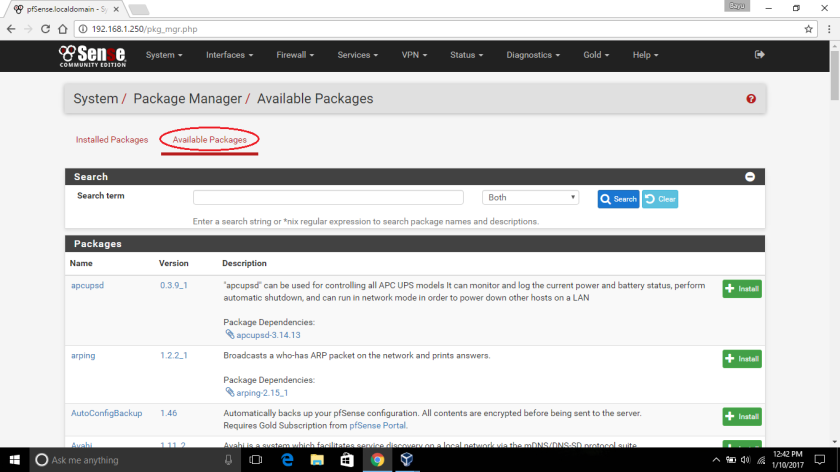 pfSense.localdomain - Sy
Bayu
192.168.1.250/pkg_mgr.php
Sense
COMMUNITY EDITION
System
Interfaces
Firewall
Services
VPN
Status
Diagnostics
Gold
Help
System / Package Manager / Available Packages
Installed Packages
Available Packages
Search
Search term
Both
Search
Clear
Enter a search string or *nix regular expression to search package names and descriptions.
Packages
Name Version Description
apcupsd 0.3.9_1 "apcupsd" can be used for controlling all APC UPS models It can monitor and log the current power and battery status, perform
automatic shutdown, and can run in network mode in order to power down other hosts on a LAN
Install
Package Dependencies:
apcupsd-3.14.13
arping 1.2.2_1 Broadcasts a who-has ARP packet on the network and prints answers.
Install
Package Dependencies:
arping-2.15_1
AutoConfigBackup 1.46 Automatically backs up your pfSense configuration. All contents are encrypted before being sent to the server.
Requires Gold Subscription from pfSense Portal.
Install
Avahi 1.11_2 Avahi is a system which facilitates service discovery on a local network via the mDNS/DNS-SD protocol suite.
Ask me anything
12:42 PM
1/10/2017